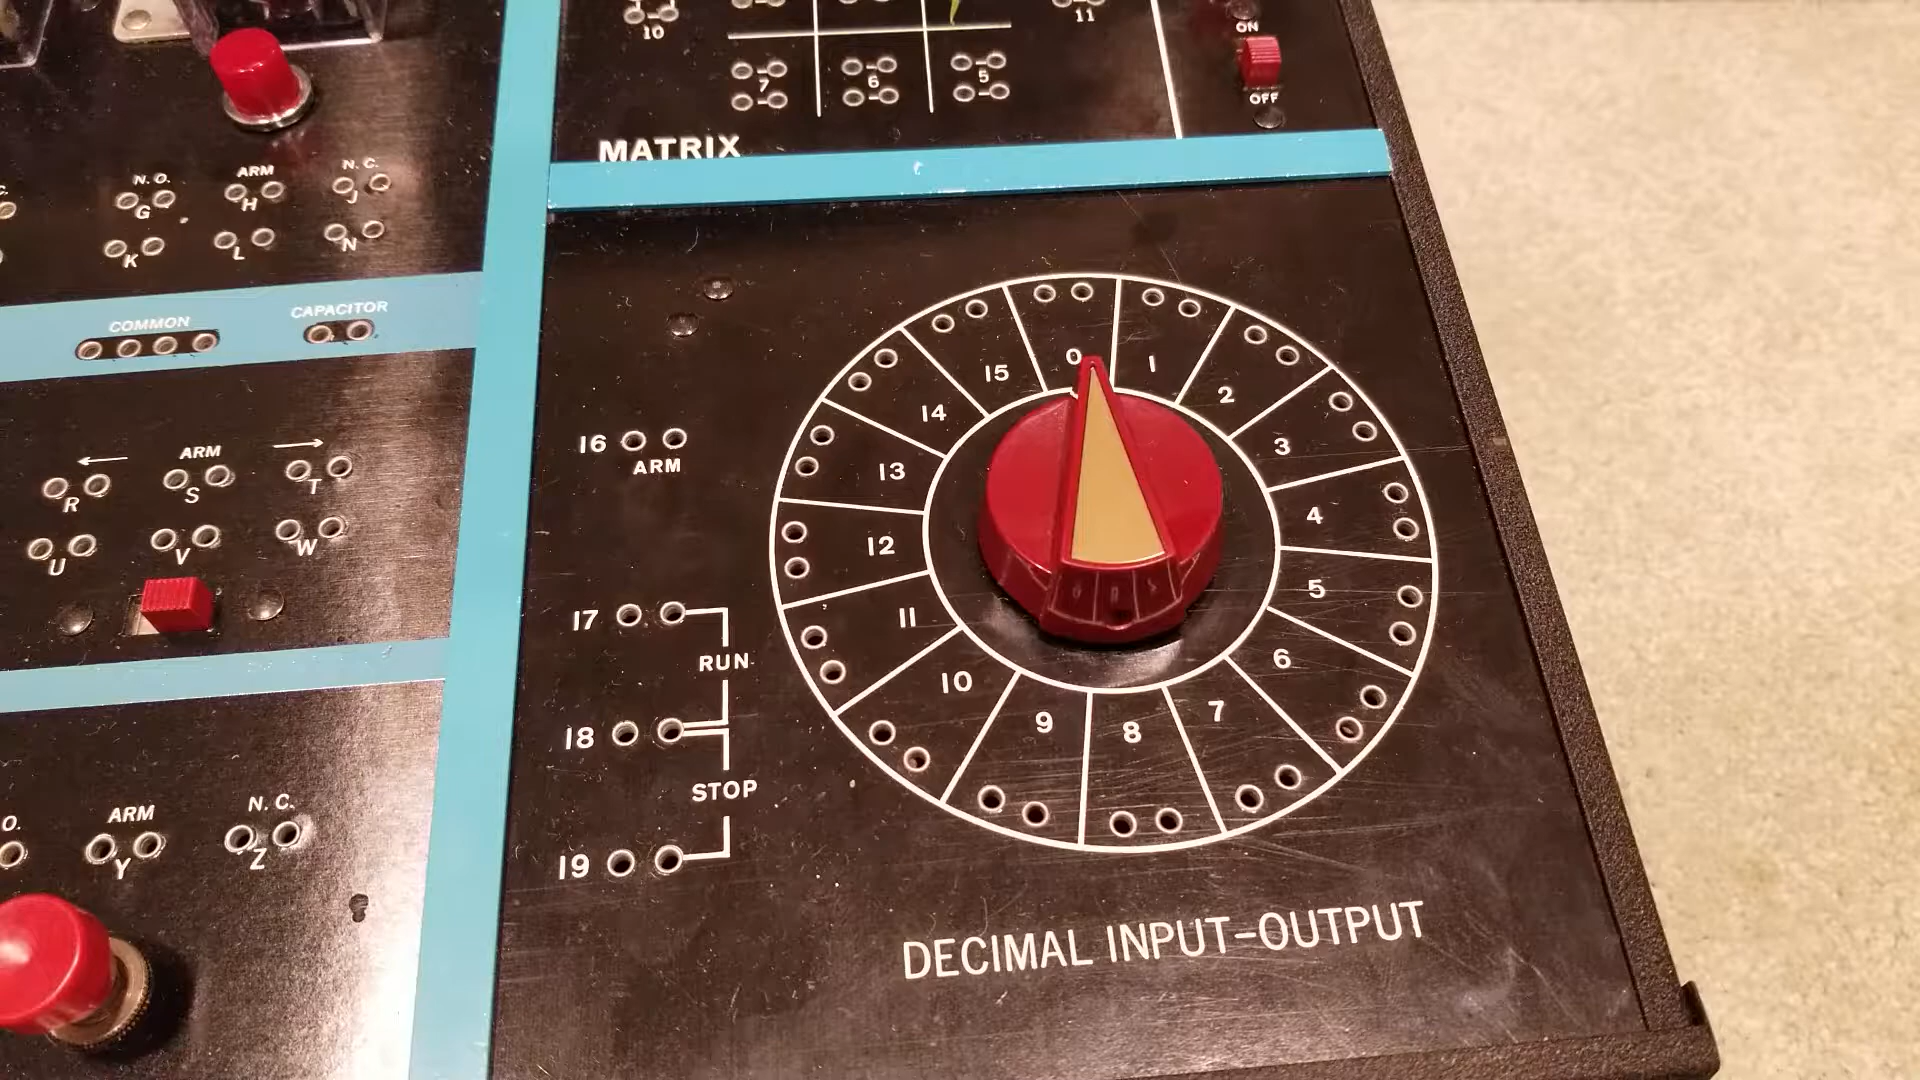 10
11
7
6
5
ON
OFF
MATRIX
N. O.
ARM
N. C.
G
H
J
K
L
N
COMMON
CAPACITOR
ARM
R
S
T
U
V
W
O.
ARM
N. C.
Y
Z
16
ARM
17
RUN
18
STOP
19
0
1
2
3
4
5
6
7
8
9
10
11
12
13
14
15
DECIMAL INPUT-OUTPUT